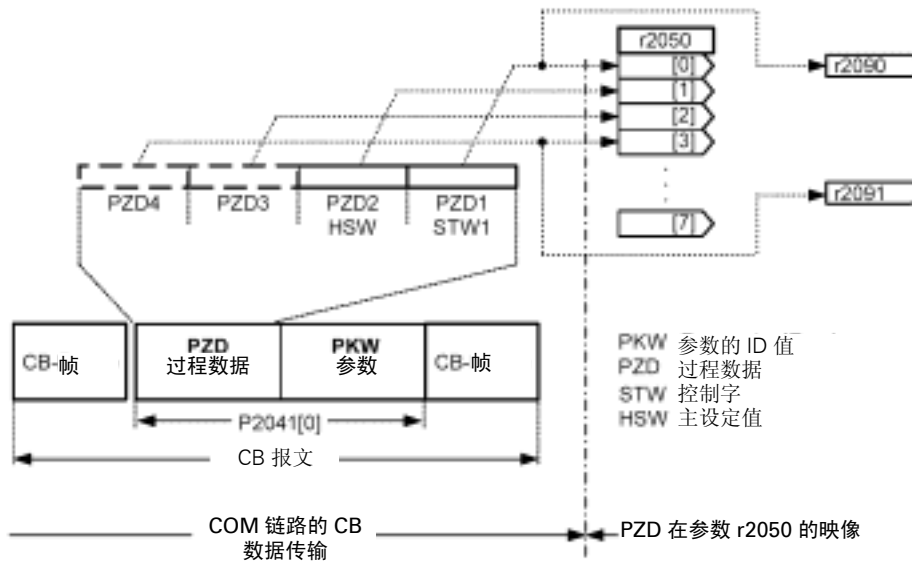 r2050
[0]
r2090
[1]
[2]
[3]
PZD4
PZD3
PZD2
HSW
PZD1
STW1
r2091
[7]
CB-帧
PZD
过程数据
PKW
参数
CB-帧
P2041[0]
CB 报文
PKW 参数的 ID 值
PZD 过程数据
STW 控制字
HSW 主设定值
COM 链路的 CB
数据传输
PZD 在参数 r2050 的映像